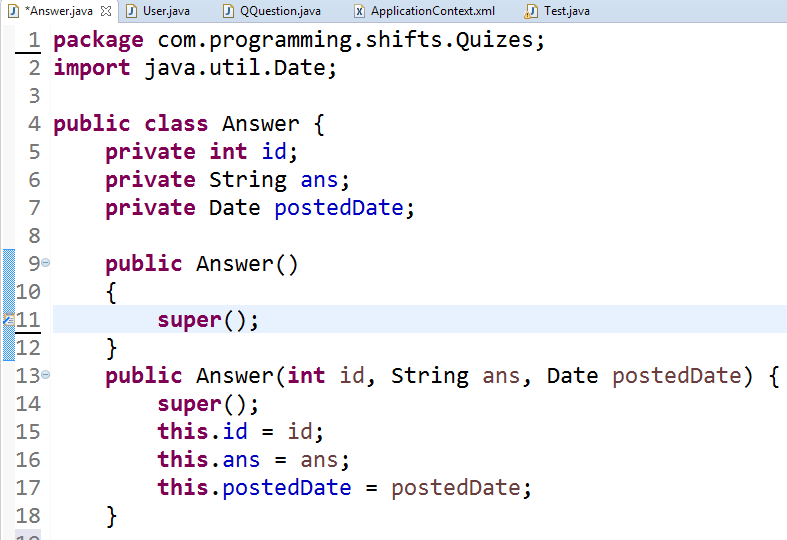 *Answer.java User.java QQuestion.java ApplicationContext.xml Test.java
1 package com.programming.shifts.Quizes;
2 import java.util.Date;
3
4 public class Answer {
5     private int id;
6     private String ans;
7     private Date postedDate;
8
9     public Answer()
10     {
11         super();
12     }
13     public Answer(int id, String ans, Date postedDate) {
14         super();
15         this.id = id;
16         this.ans = ans;
17         this.postedDate = postedDate;
18     }